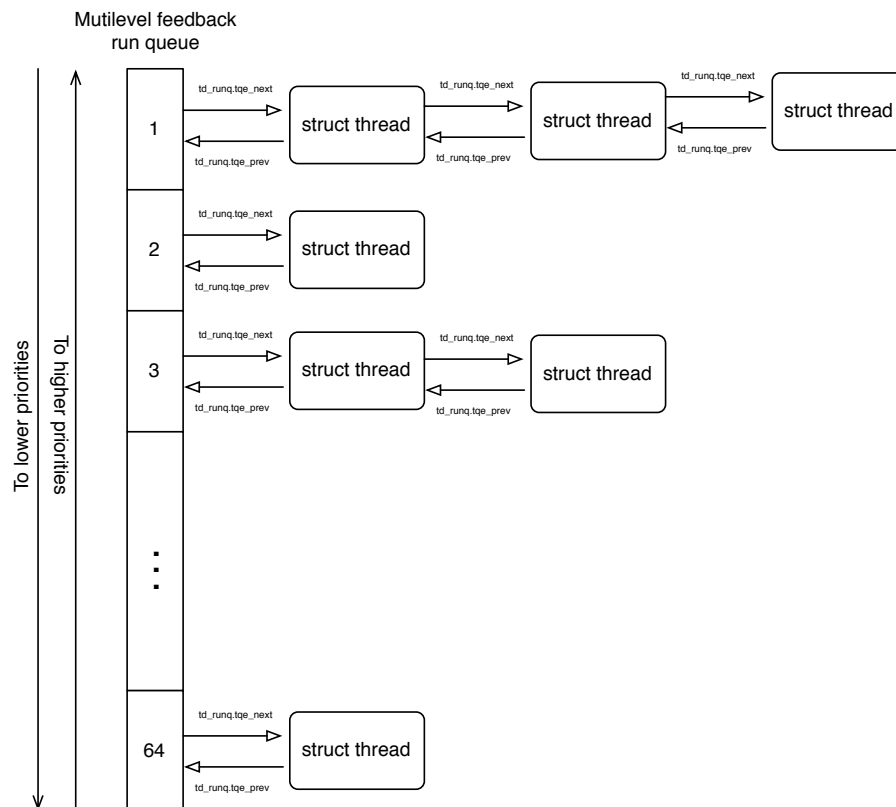 Mutilevel feedback
run queue
To lower priorities
To higher priorities
1
td_runq.tqe_next
td_runq.tqe_prev
struct thread
td_runq.tqe_next
td_runq.tqe_prev
struct thread
td_runq.tqe_next
td_runq.tqe_prev
struct thread
2
td_runq.tqe_next
td_runq.tqe_prev
struct thread
3
td_runq.tqe_next
td_runq.tqe_prev
struct thread
td_runq.tqe_next
td_runq.tqe_prev
struct thread
64
td_runq.tqe_next
td_runq.tqe_prev
struct thread